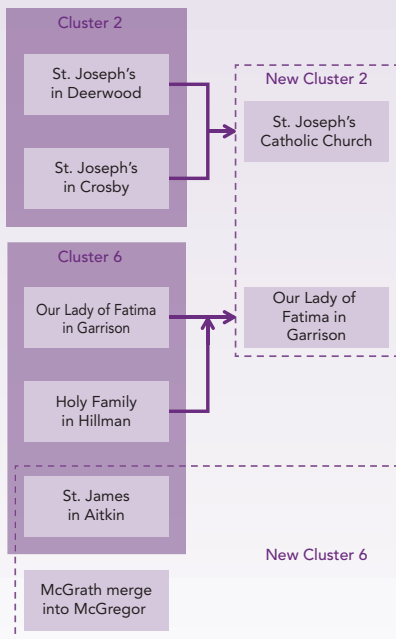 Cluster 2
St. Joseph's
in Deerwood
St. Joseph's
in Crosby
New Cluster 2
St. Joseph's
Catholic Church
Cluster 6
Our Lady of Fatima
in Garrison
Our Lady of
Fatima in
Garrison
Holy Family
in Hillman
St. James
in Aitkin
New Cluster 6
McGrath merge
into McGregor